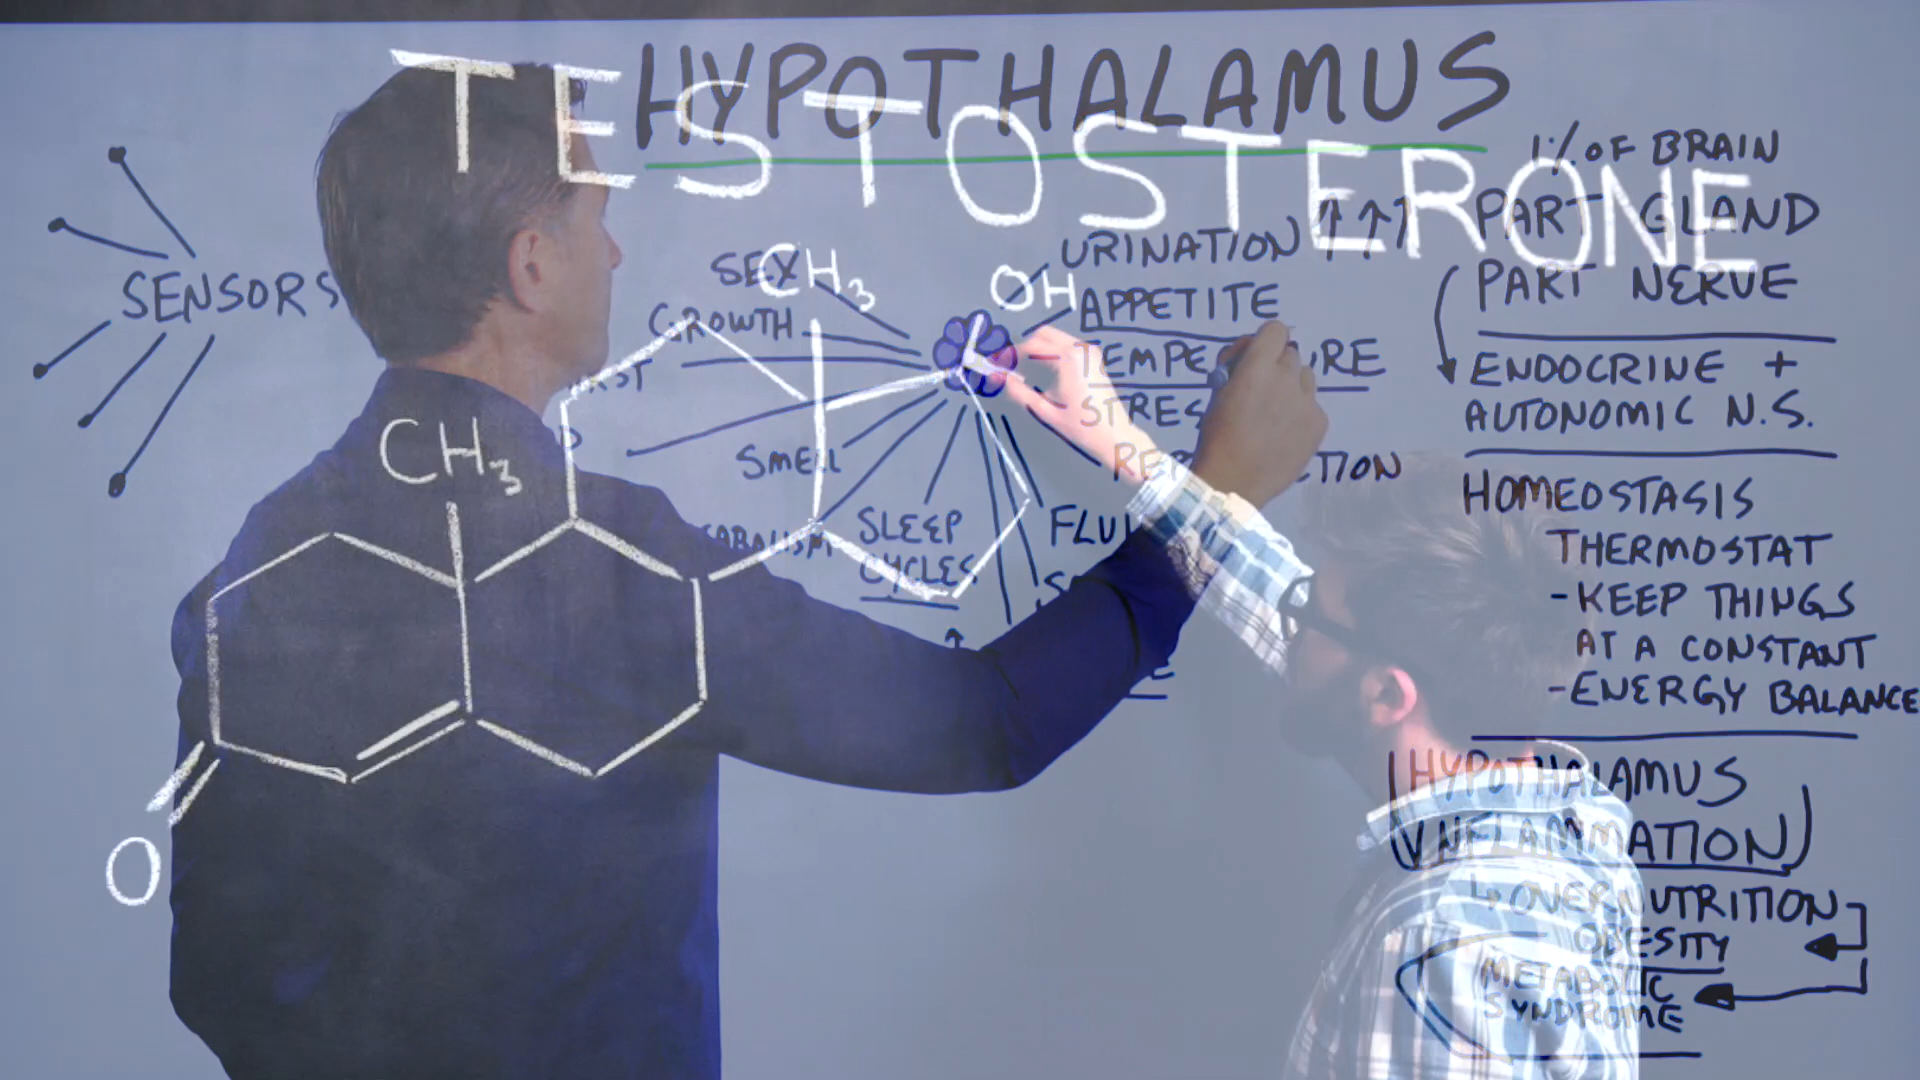 HYPOTHALAMUS
TESTOSTERONE
1% OF BRAIN
PART GLAND
PART NERVE
ENDOCRINE +
AUTONOMIC N.S.
HOMEOSTASIS
THERMOSTAT
-KEEP THINGS
AT A CONSTANT
-ENERGY BALANCE
HYPOTHALAMUS
INFLAMMATION
↳ OVERNUTRITION
OBESITY
METABOLIC
SYNDROME
SENSORS
SEX
GROWTH
SMELL
SLEEP
CYCLES
URINATION ↑↑↑
APPETITE
CH3
OH
CH3
O